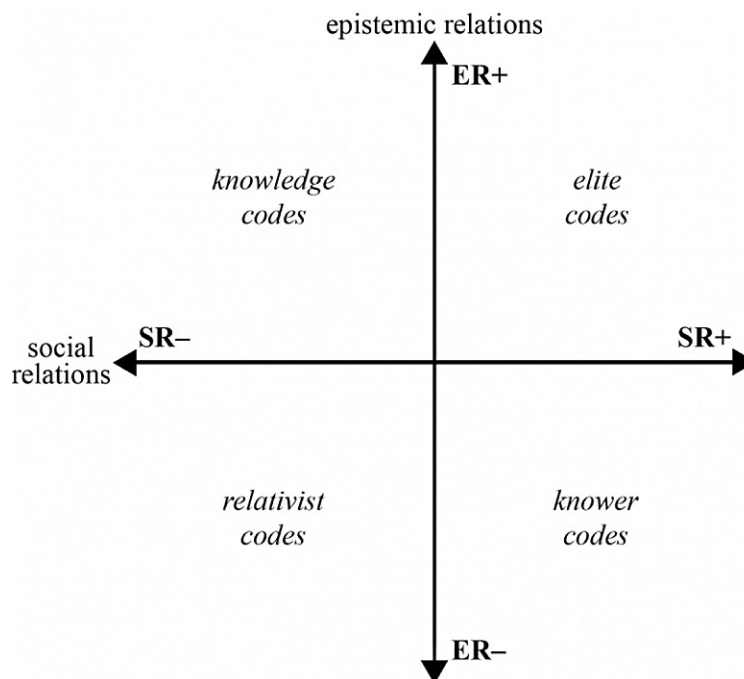 epistemic relations
ER+
knowledge
codes
elite
codes
SR–
SR+
social
relations
relativist
codes
knower
codes
ER–